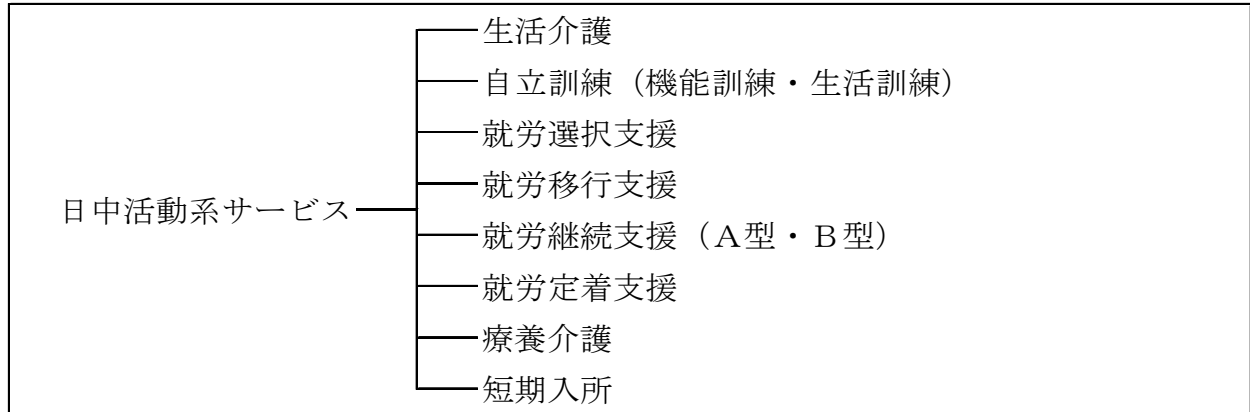 生活介護
自立訓練（機能訓練・生活訓練）
就労選択支援
就労移行支援
日中活動系サービス
就労継続支援（Ａ型・Ｂ型）
就労定着支援
療養介護
短期入所